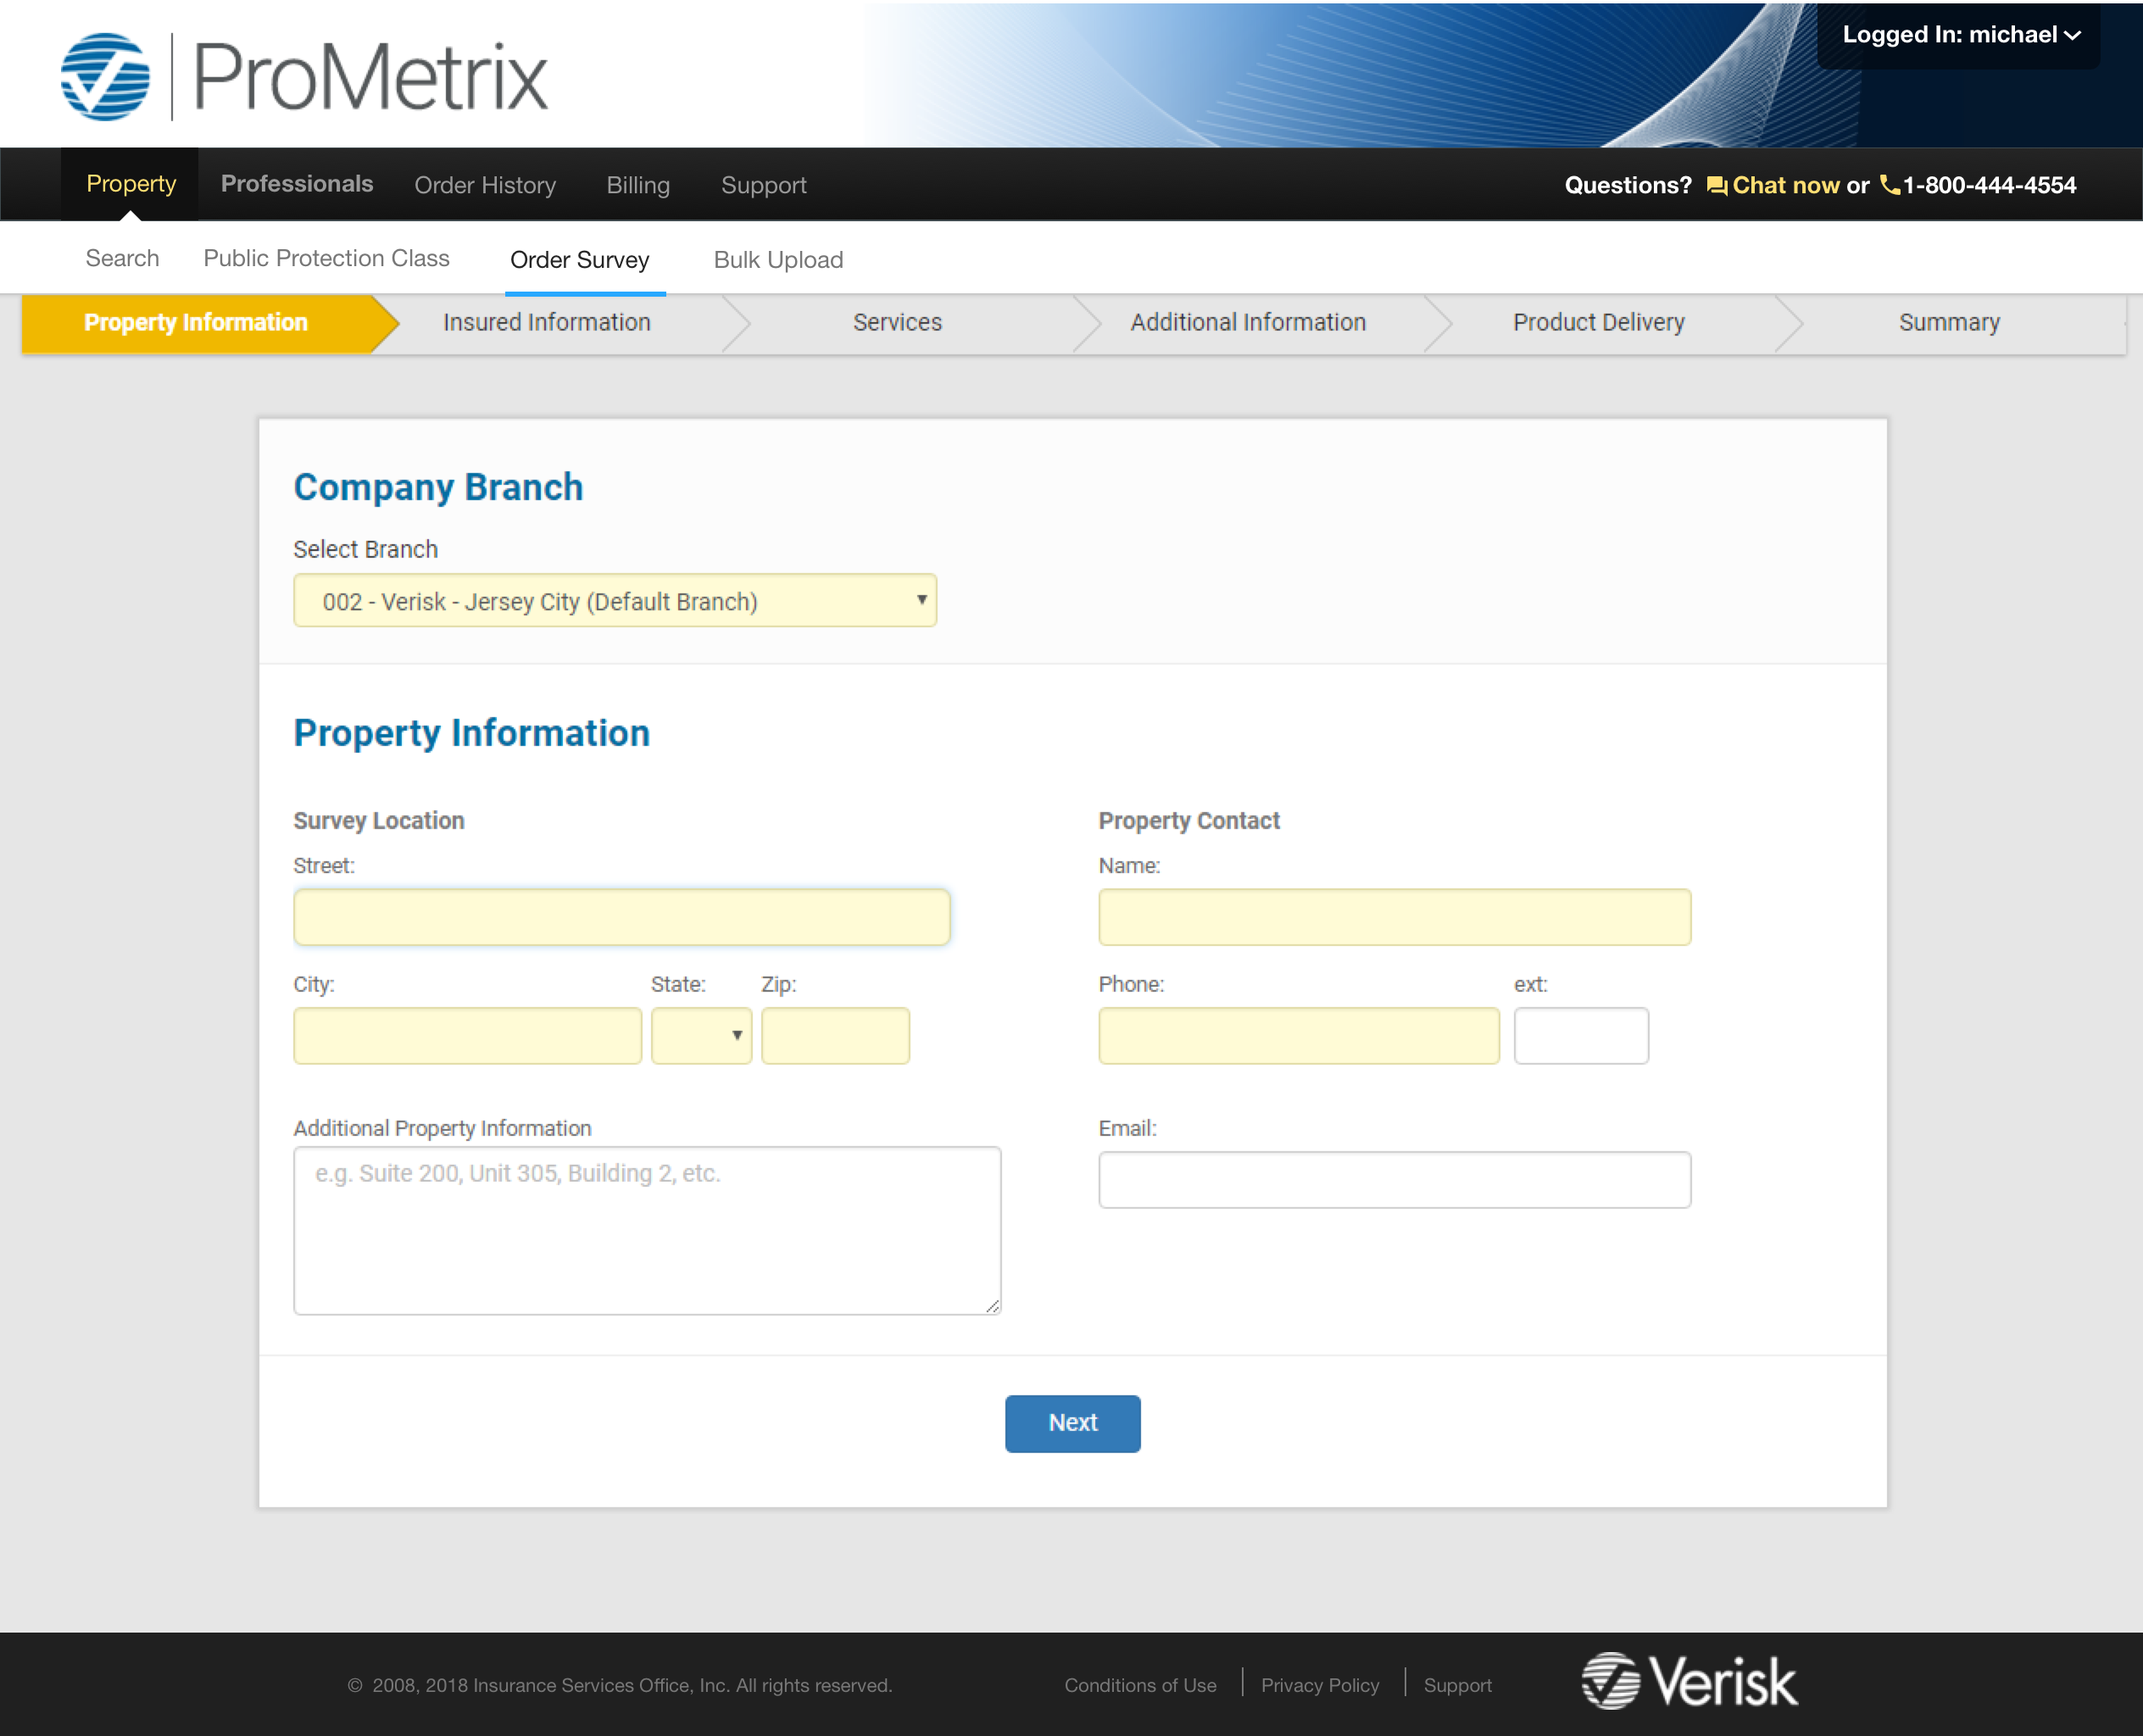 ProMetrix
Logged In: michael
Property Professionals Order History Billing Support
Questions? Chat now or 1-800-444-4554
Search Public Protection Class Order Survey Bulk Upload
Property Information Insured Information Services Additional Information Product Delivery Summary
Company Branch
Select Branch
002 - Verisk - Jersey City (Default Branch)
Property Information
Survey Location
Street:
City: State: Zip:
Additional Property Information
e.g. Suite 200, Unit 305, Building 2, etc.
Property Contact
Name:
Phone: ext:
Email:
Next
© 2008, 2018 Insurance Services Office, Inc. All rights reserved.
Conditions of Use Privacy Policy Support
Verisk